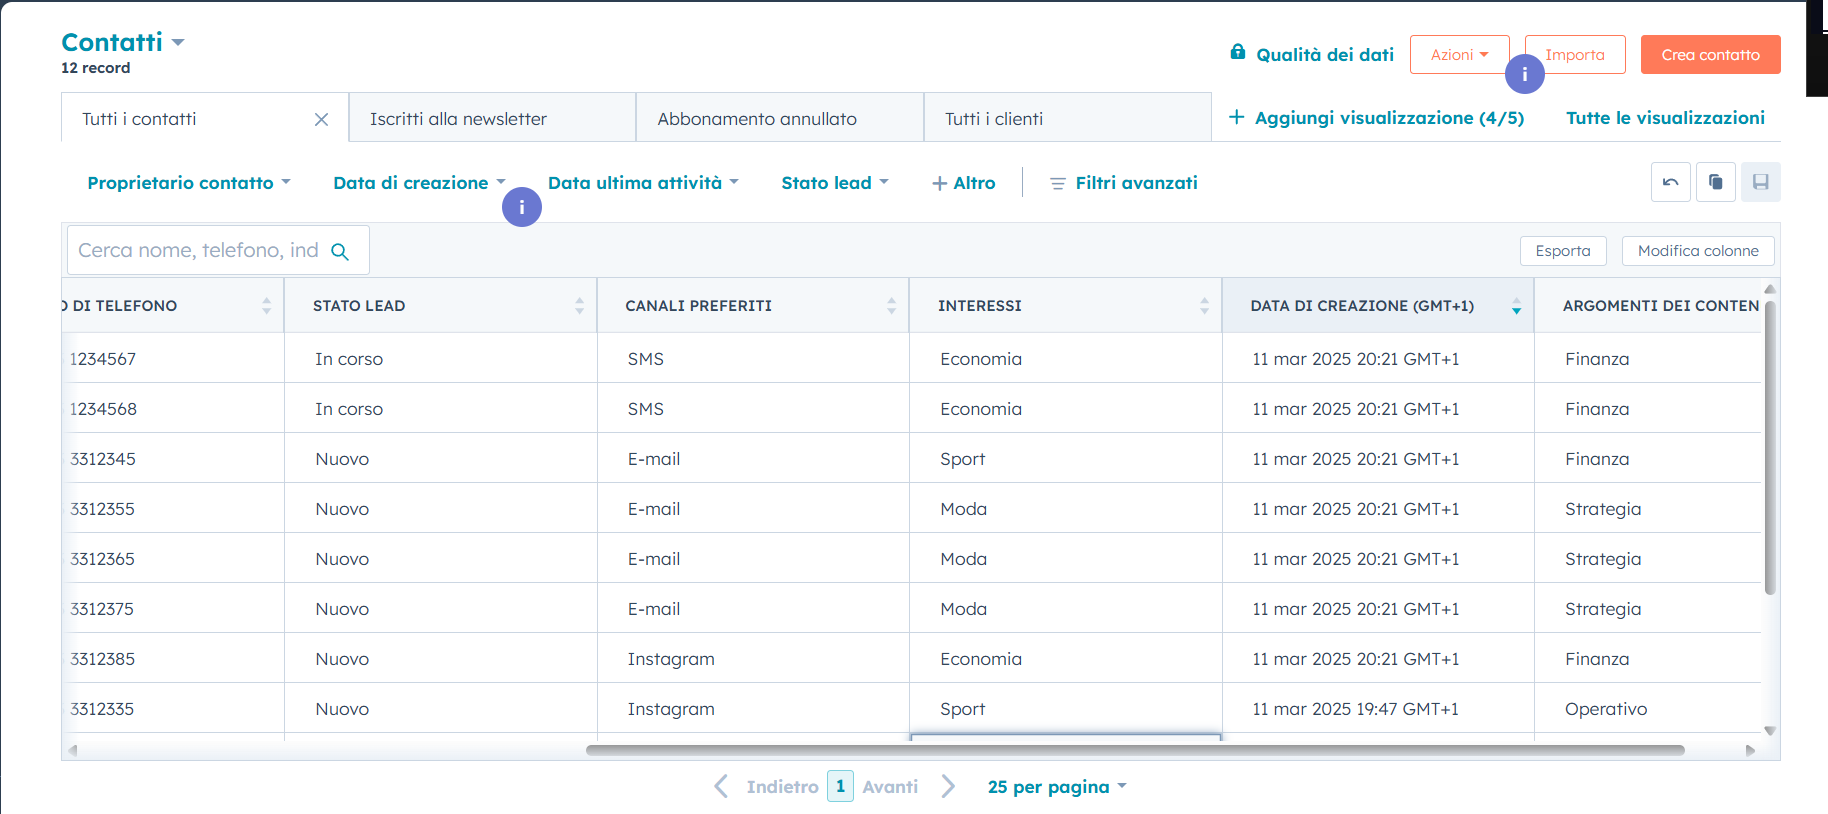 Contatti
12 record
Qualità dei dati
Azioni
Importa
Crea contatto
i
Tutti i contatti
Iscritti alla newsletter
Abbonamento annullato
Tutti i clienti
+ Aggiungi visualizzazione (4/5)
Tutte le visualizzazioni
Proprietario contatto
Data di creazione
Data ultima attività
Stato lead
+ Altro
Filtri avanzati
i
Cerca nome, telefono, ind
Esporta
Modifica colonne
O DI TELEFONO STATO LEAD CANALI PREFERITI INTERESSI DATA DI CREAZIONE (GMT+1) ARGOMENTI DEI CONTEN
1234567 In corso SMS Economia 11 mar 2025 20:21 GMT+1 Finanza
1234568 In corso SMS Economia 11 mar 2025 20:21 GMT+1 Finanza
3312345 Nuovo E-mail Sport 11 mar 2025 20:21 GMT+1 Finanza
3312355 Nuovo E-mail Moda 11 mar 2025 20:21 GMT+1 Strategia
3312365 Nuovo E-mail Moda 11 mar 2025 20:21 GMT+1 Strategia
3312375 Nuovo E-mail Moda 11 mar 2025 20:21 GMT+1 Strategia
3312385 Nuovo Instagram Economia 11 mar 2025 20:21 GMT+1 Finanza
3312335 Nuovo Instagram Sport 11 mar 2025 19:47 GMT+1 Operativo
Indietro 1 Avanti 25 per pagina